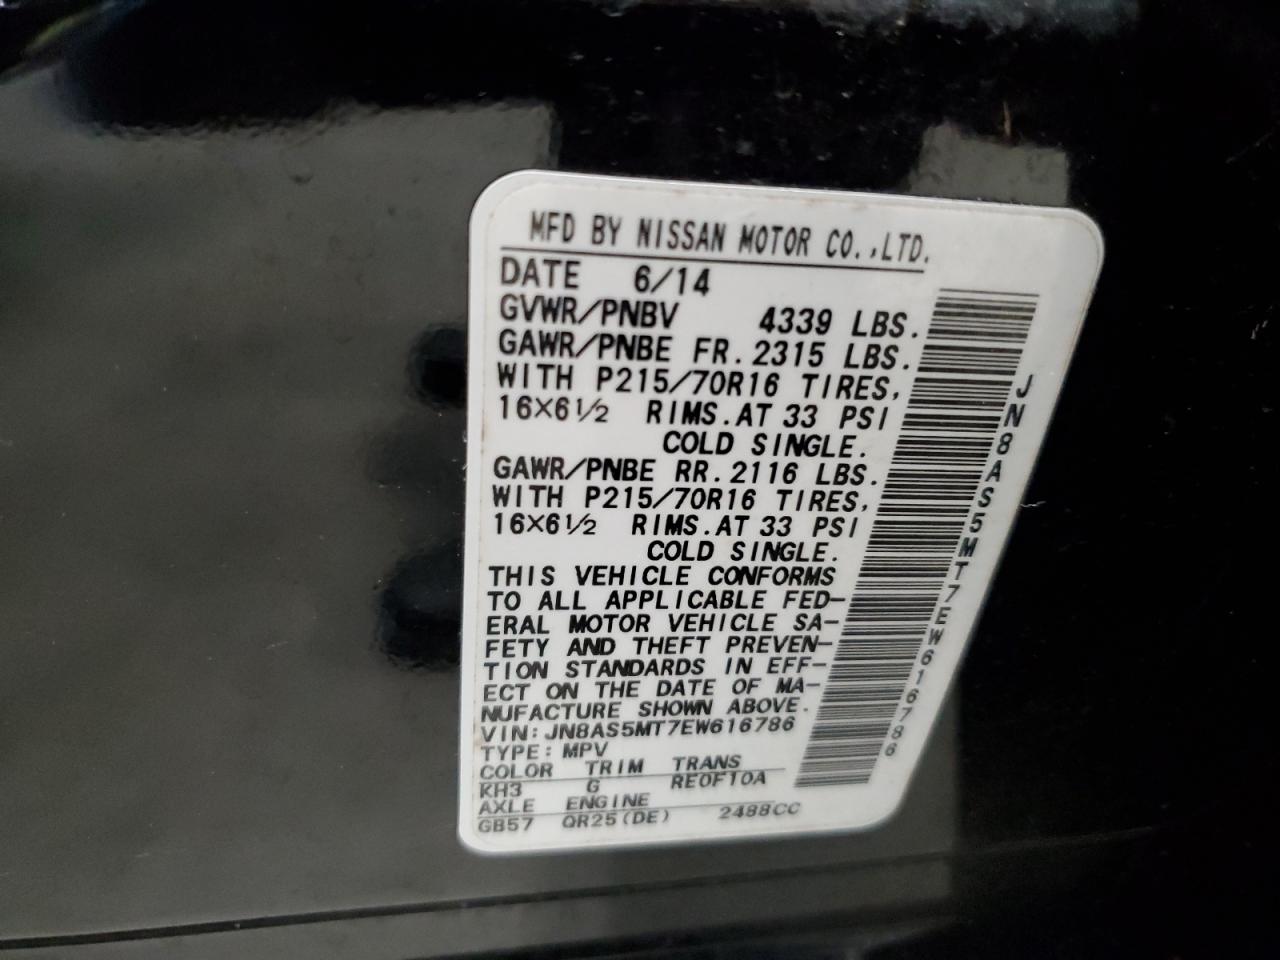 MFD BY NISSAN MOTOR CO.,LTD.
DATE 6/14
GVWR/PNBV 4339 LBS.
GAWR/PNBE FR.2315 LBS.
WITH P215/70R16 TIRES,
16X6½ RIMS.AT 33 PSI
COLD SINGLE.
GAWR/PNBE RR.2116 LBS.
WITH P215/70R16 TIRES,
16X6½ RIMS.AT 33 PSI
COLD SINGLE.
THIS VEHICLE CONFORMS
TO ALL APPLICABLE FED-
ERAL MOTOR VEHICLE SA-
FETY AND THEFT PREVEN-
TION STANDARDS IN EFF-
ECT ON THE DATE OF MA-
NUFACTURE SHOWN ABOVE.
VIN:JN8AS5MT7EW616786
TYPE:MPV
COLOR TRIM TRANS
KH3 G RE0F10A
AXLE ENGINE
GB57 QR25(DE) 2488CC
JN8AS5MT7EW616786